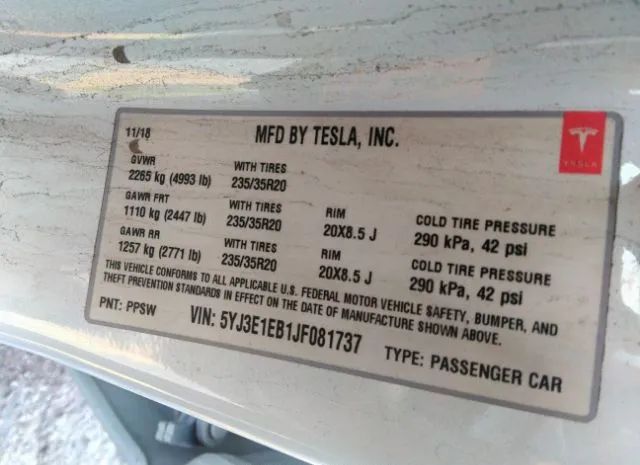 11/18 MFD BY TESLA, INC.
TESLA
GVWR WITH TIRES
2265 kg (4993 lb) 235/35R20
GAWR FRT WITH TIRES RIM COLD TIRE PRESSURE
1110 kg (2447 lb) 235/35R20 20X8.5 J 290 kPa, 42 psi
GAWR RR WITH TIRES RIM COLD TIRE PRESSURE
1257 kg (2771 lb) 235/35R20 20X8.5 J 290 kPa, 42 psi
THIS VEHICLE CONFORMS TO ALL APPLICABLE U.S. FEDERAL MOTOR VEHICLE SAFETY, BUMPER, AND
THEFT PREVENTION STANDARDS IN EFFECT ON THE DATE OF MANUFACTURE SHOWN ABOVE.
PNT: PPSW VIN: 5YJ3E1EB1JF081737 TYPE: PASSENGER CAR